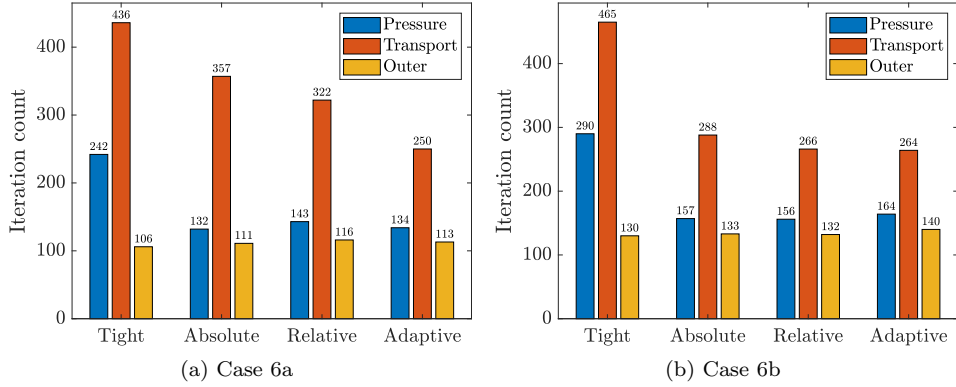 436
357
322
250
242
132
143
134
106
111
116
113
Pressure
Transport
Outer
Iteration count
400
300
200
100
0
Tight Absolute Relative Adaptive
(a) Case 6a
465
288
266
264
290
157
156
164
130
133
132
140
Pressure
Transport
Outer
Iteration count
400
300
200
100
0
Tight Absolute Relative Adaptive
(b) Case 6b